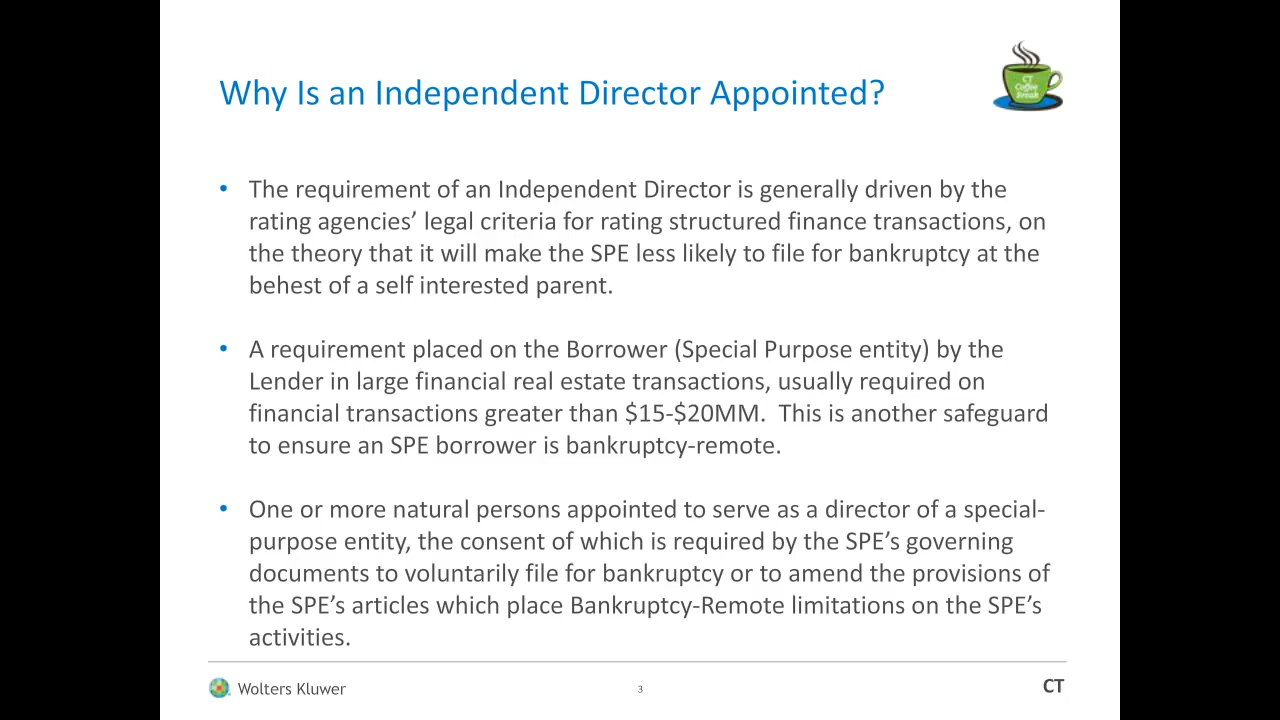 Why Is an Independent Director Appointed?
CT
Coffee
Break
• The requirement of an Independent Director is generally driven by the
rating agencies’ legal criteria for rating structured finance transactions, on
the theory that it will make the SPE less likely to file for bankruptcy at the
behest of a self interested parent.
• A requirement placed on the Borrower (Special Purpose entity) by the
Lender in large financial real estate transactions, usually required on
financial transactions greater than $15-$20MM.  This is another safeguard
to ensure an SPE borrower is bankruptcy-remote.
• One or more natural persons appointed to serve as a director of a special-
purpose entity, the consent of which is required by the SPE’s governing
documents to voluntarily file for bankruptcy or to amend the provisions of
the SPE’s articles which place Bankruptcy-Remote limitations on the SPE’s
activities.
Wolters Kluwer
3
CT